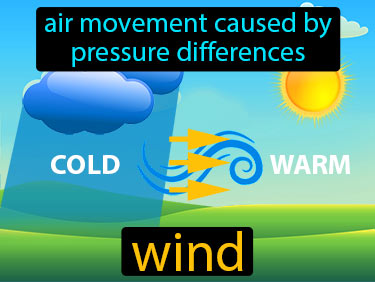 air movement caused by
pressure differences
COLD
WARM
wind